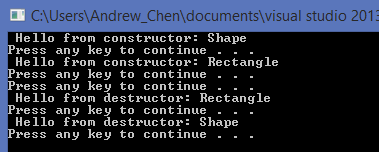 C:\Users\Andrew_Chen\documents\visual studio 2013
Hello from constructor: Shape
Press any key to continue . . .
Hello from constructor: Rectangle
Press any key to continue . . .
Hello from destructor: Rectangle
Press any key to continue . . .
Hello from destructor: Shape
Press any key to continue . . .